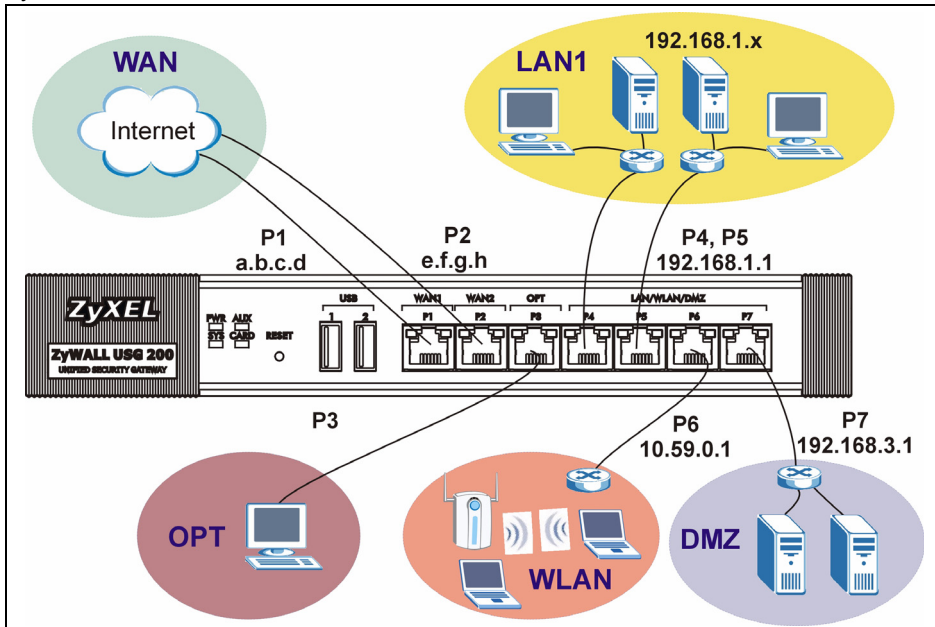 WAN
Internet
LAN1
192.168.1.x
P1
a.b.c.d
P2
e.f.g.h
P4, P5
192.168.1.1
ZyXEL
ZyWALL USG 200
UNIFIED SECURITY GATEWAY
PWR AUX
SYS CARD
RESET
USB
1 2
WAN1 WAN2 OPT LAN/WLAN/DMZ
P1 P2 P3 P4 P5 P6 P7
P3
P6
10.59.0.1
P7
192.168.3.1
OPT
WLAN
DMZ